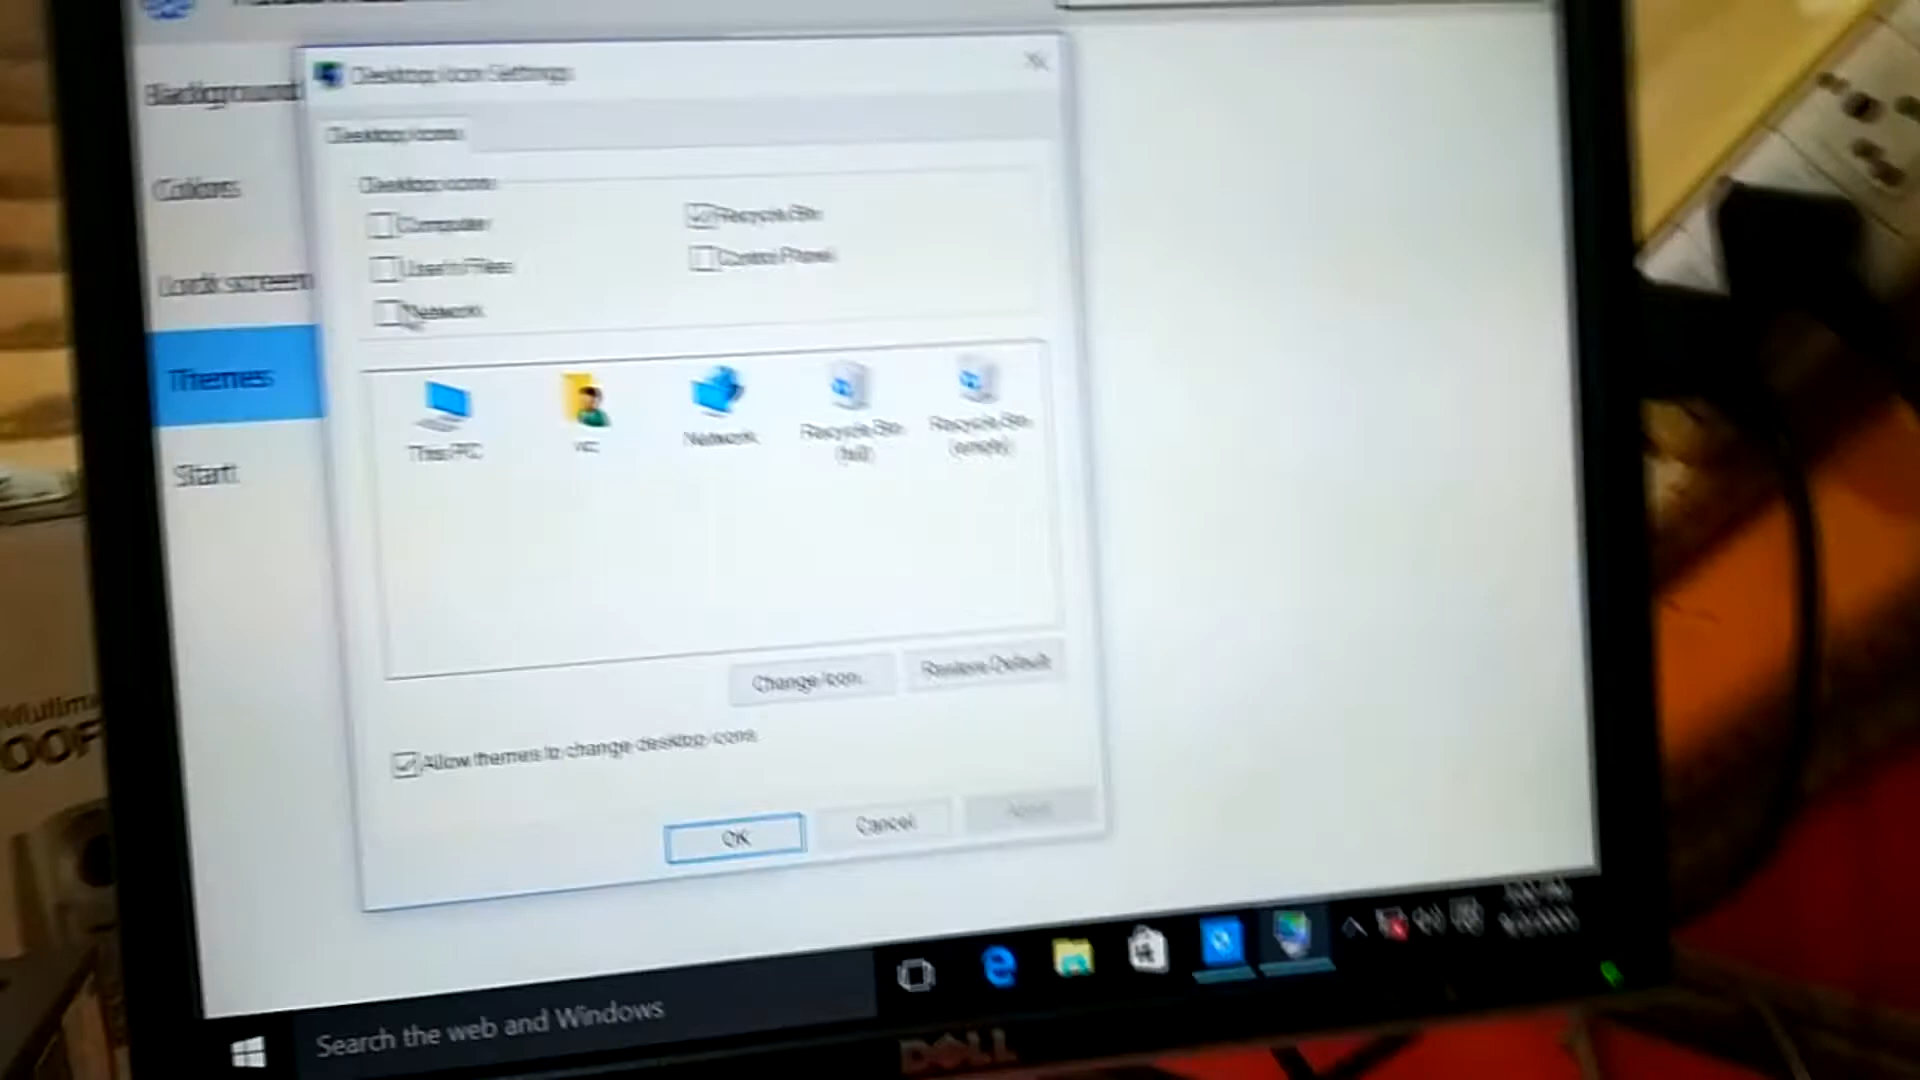 Desktop Icon Settings
Background
Desktop Icons
Colors
Desktop icons
Computer
Recycle Bin
User's Files
Control Panel
Lock screen
Network
Themes
This PC
Network
Recycle Bin
(full)
Recycle Bin
(empty)
Start
Change Icon...
Restore Default
Allow themes to change desktop icons
OK
Cancel
Apply
Search the web and Windows
DELL